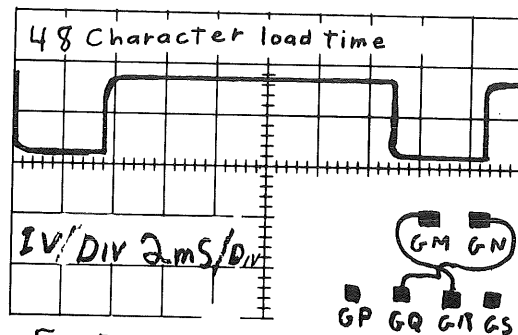 48 Character load time
1V/DIV 2mS/DIV
GM GN
GP GQ GR GS